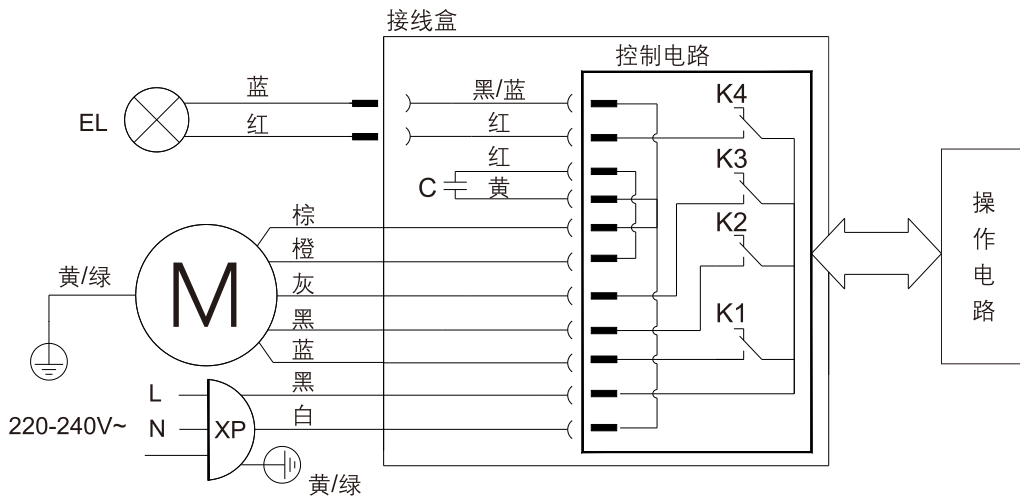 接线盒
控制电路
EL
蓝
红
黑/蓝
红
红
C
黄
棕
橙
灰
黑
蓝
黄/绿
M
K4
K3
K2
K1
操作电路
L
黑
220-240V~
N
XP
白
黄/绿